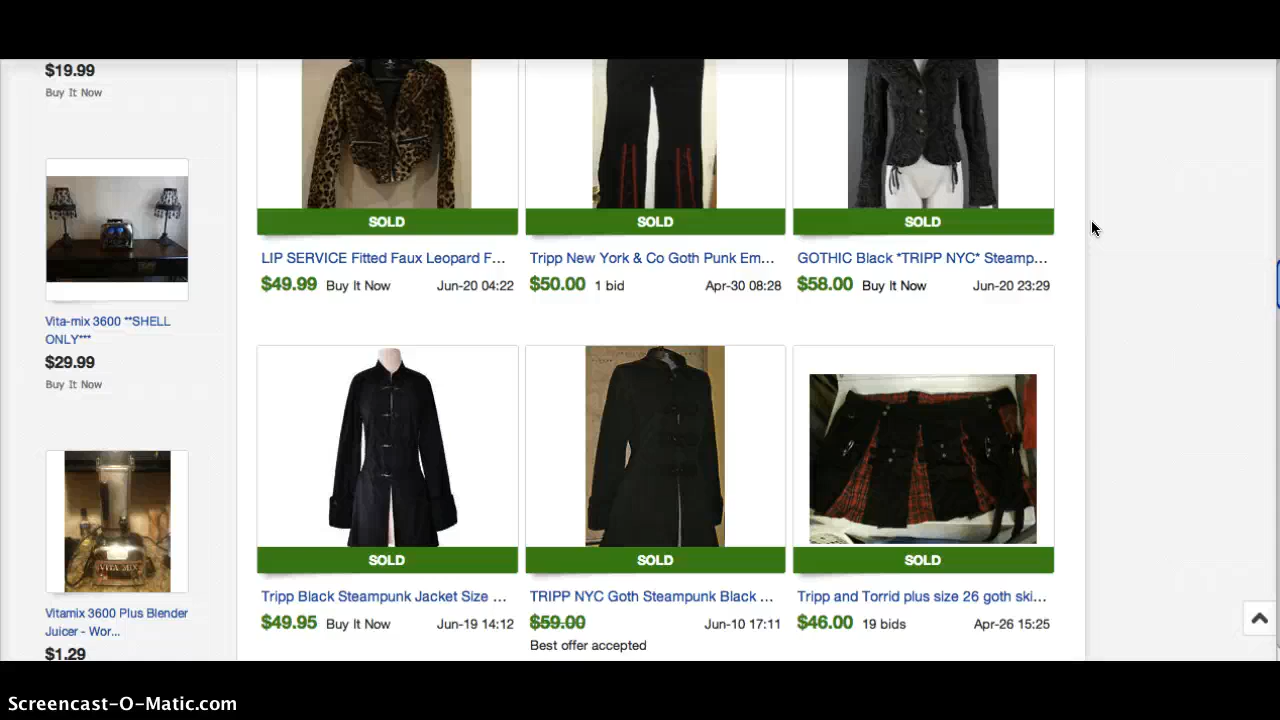 $19.99
Buy It Now
Vita-mix 3600 **SHELL
ONLY***
$29.99
Buy It Now
VITA MIX
Vitamix 3600 Plus Blender
Juicer - Wor...
$1.29
SOLD
SOLD
SOLD
LIP SERVICE Fitted Faux Leopard F...
Tripp New York & Co Goth Punk Em...
GOTHIC Black *TRIPP NYC* Steamp...
$49.99 Buy It Now Jun-20 04:22
$50.00 1 bid Apr-30 08:28
$58.00 Buy It Now Jun-20 23:29
SOLD
SOLD
SOLD
Tripp Black Steampunk Jacket Size ...
TRIPP NYC Goth Steampunk Black ...
Tripp and Torrid plus size 26 goth ski...
$49.95 Buy It Now Jun-19 14:12
$59.00 Jun-10 17:11
Best offer accepted
$46.00 19 bids Apr-26 15:25
Screencast-O-Matic.com